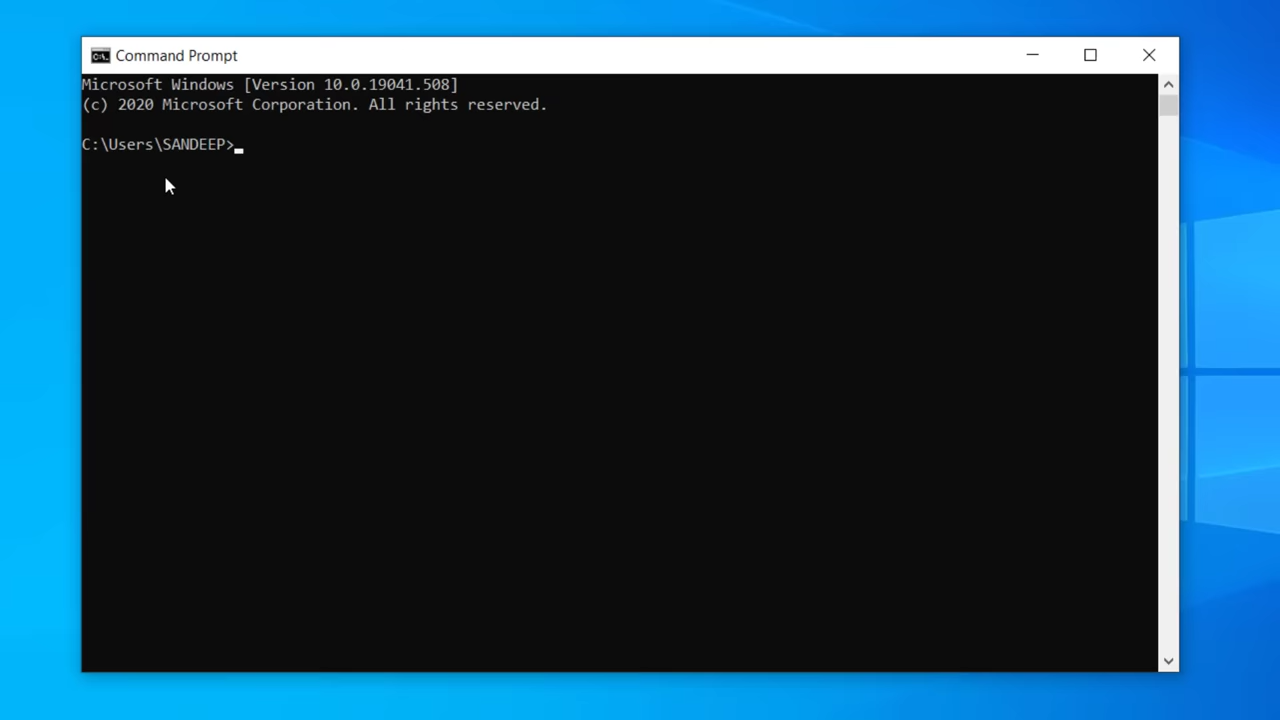 Command Prompt
Microsoft Windows [Version 10.0.19041.508]
(c) 2020 Microsoft Corporation. All rights reserved.
C:\Users\SANDEEP>